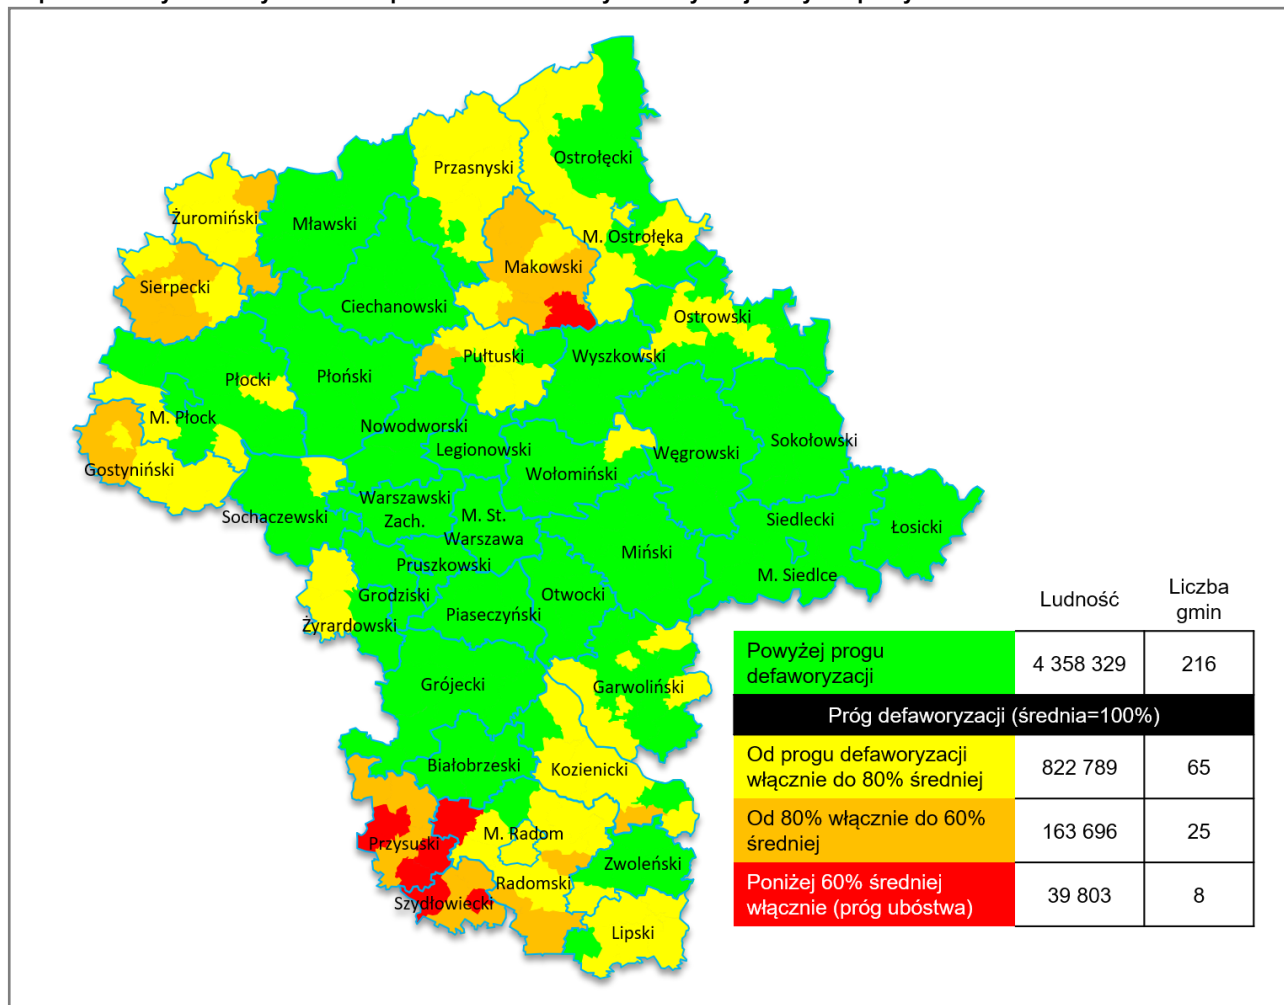 Ostrołęcki
Przasnyski
Żuromiński
Mławski
M. Ostrołęka
Makowski
Sierpecki
Ciechanowski
Ostrowski
Pułtuski
Wyszkowski
Płocki
Płoński
M. Płock
Nowodworski
Sokołowski
Legionowski
Węgrowski
Gostyniński
Wołomiński
Warszawski
Zach.
Sochaczewski
M. St.
Warszawa
Siedlecki
Łosicki
Miński
Pruszkowski
M. Siedlce
Grodziski
Otwocki
Piaseczyński
Żyrardowski
Grójecki
Garwoliński
Białobrzeski
Kozienicki
M. Radom
Przysuski
Zwoleński
Radomski
Szydłowiecki
Lipski
Ludność
Liczba
gmin
Powyżej progu
defaworyzacji
4 358 329
216
Próg defaworyzacji (średnia=100%)
Od progu defaworyzacji
włącznie do 80% średniej
822 789
65
Od 80% włącznie do 60%
średniej
163 696
25
Poniżej 60% średniej
włącznie (próg ubóstwa)
39 803
8